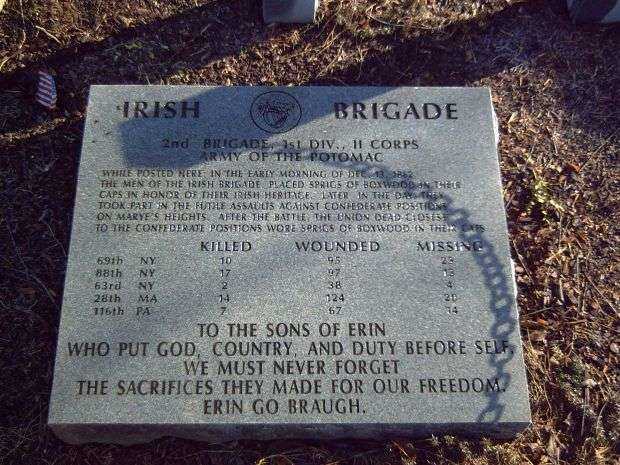 IRISH BRIGADE
2nd BRIGADE, 1st DIV., II CORPS
ARMY OF THE POTOMAC
WHILE POSTED HERE, IN THE EARLY MORNING OF DEC. 13, 1862
THE MEN OF THE IRISH BRIGADE PLACED SPRIGS OF BOXWOOD IN THEIR
CAPS IN HONOR OF THEIR IRISH HERITAGE. LATER IN THE DAY, THEY
TOOK PART IN THE FUTILE ASSAULTS AGAINST CONFEDERATE POSITIONS
ON MARYE'S HEIGHTS. AFTER THE BATTLE, THE UNION DEAD CLOSEST
TO THE CONFEDERATE POSITIONS WORE SPRIGS OF BOXWOOD IN THEIR CAPS
KILLED WOUNDED MISSING
69th NY 10 95 23
88th NY 17 97 13
63rd NY 2 38 4
28th MA 14 124 20
116th PA 7 67 14
TO THE SONS OF ERIN
WHO PUT GOD, COUNTRY, AND DUTY BEFORE SELF,
WE MUST NEVER FORGET
THE SACRIFICES THEY MADE FOR OUR FREEDOM.
ERIN GO BRAUGH.